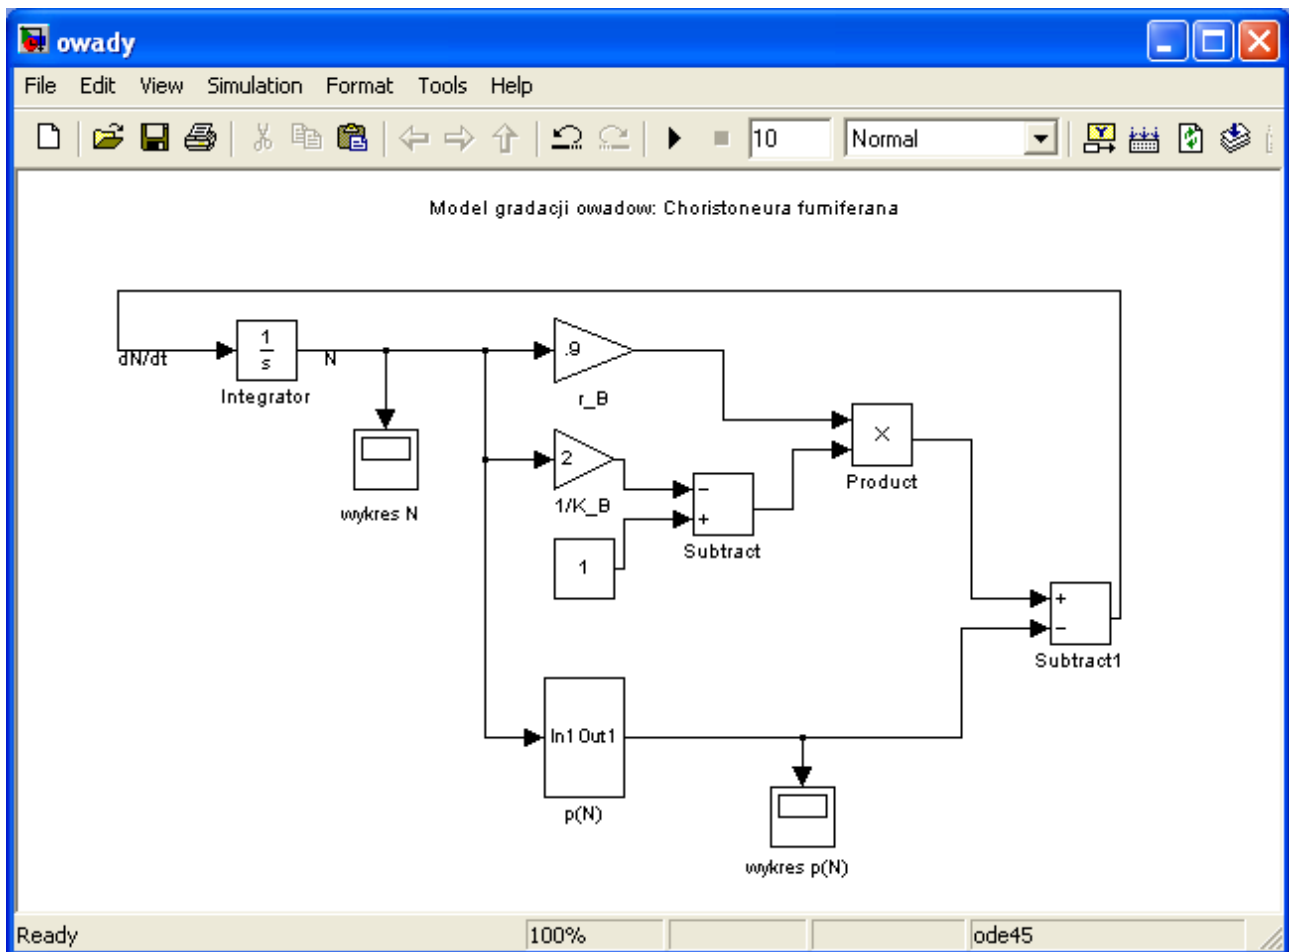 owady
File Edit View Simulation Format Tools Help
10 Normal
Model gradacji owadow: Choristoneura fumiferana
dN/dt
1
s
N
Integrator
.9
r_B
wykres N
2
1/K_B
1
−
+
Subtract
×
Product
+
−
Subtract1
In1 Out1
p(N)
wykres p(N)
Ready 100% ode45